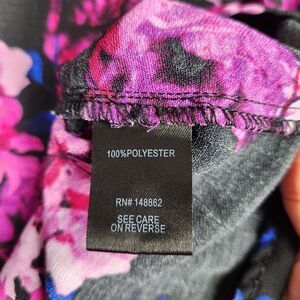 100%POLYESTER
RN# 148862
SEE CARE
ON REVERSE